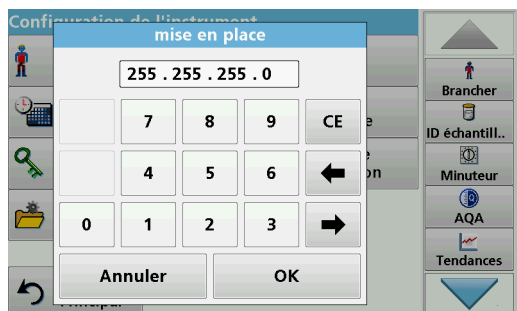 Configuration de l'instrument
mise en place
255 . 255 . 255 . 0
7 8 9 CE
4 5 6
0 1 2 3
Annuler OK
Principal
Brancher
ID échantill..
Minuteur
AQA
Tendances